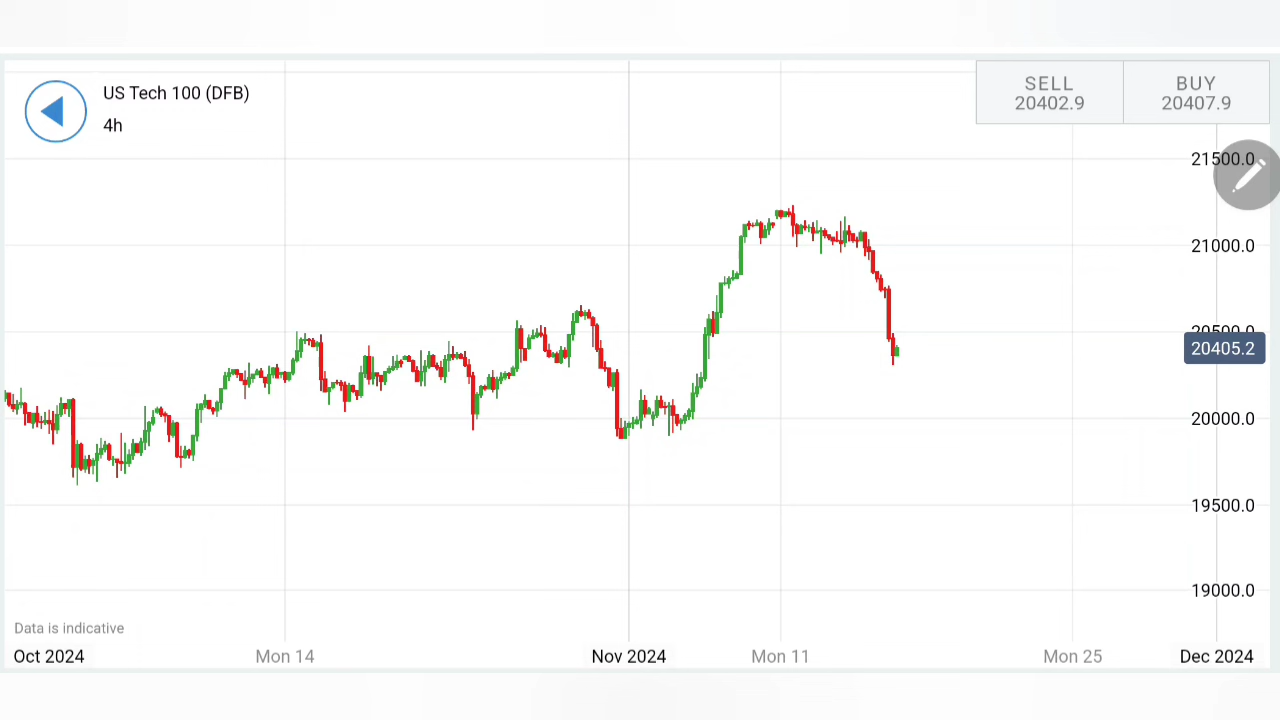 US Tech 100 (DFB)
4h
SELL
20402.9
BUY
20407.9
21500.0
21000.0
20500.0
20405.2
20000.0
19500.0
19000.0
Data is indicative
Oct 2024
Mon 14
Nov 2024
Mon 11
Mon 25
Dec 2024